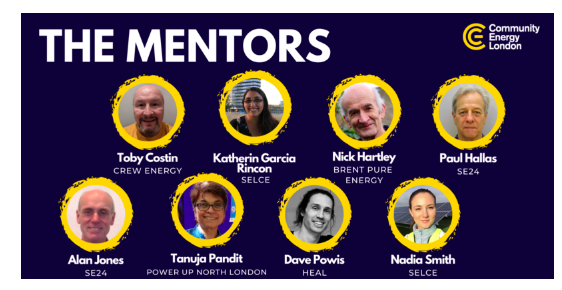 THE MENTORS
Community
Energy
London
Toby Costin
CREW ENERGY
Katherin Garcia
Rincon
SELCE
Nick Hartley
BRENT PURE
ENERGY
Paul Hallas
SE24
Alan Jones
SE24
Tanuja Pandit
POWER UP NORTH LONDON
Dave Powis
HEAL
Nadia Smith
SELCE